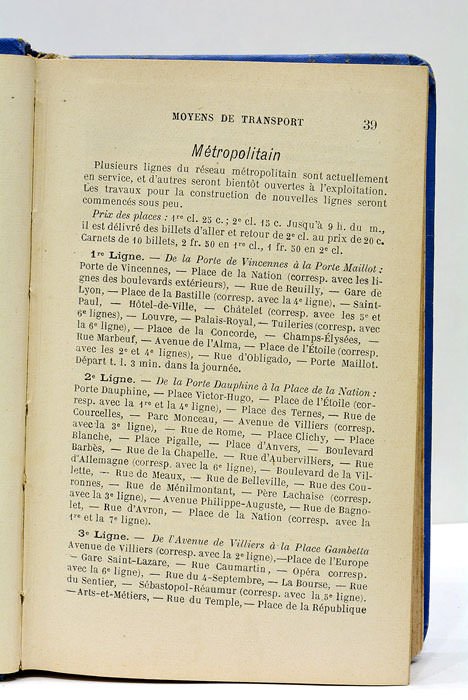 MOYENS DE TRANSPORT 39
Métropolitain
Plusieurs lignes du réseau métropolitain sont actuellement
en service, et d'autres seront bientôt ouvertes à l'exploitation.
Les travaux pour la construction de nouvelles lignes seront
commencés sous peu.
Prix des places : 1re cl. 25 c. ; 2e cl. 15 c. Jusqu'à 9 h. du m.,
il est délivré des billets d'aller et retour de 2e cl. au prix de 20 c.
Carnets de 10 billets, 2 fr. 50 en 1re cl., 1 fr. 50 en 2e cl.
1re Ligne. — De la Porte de Vincennes à la Porte Maillot :
Porte de Vincennes, — Place de la Nation (corresp. avec les li-
gnes des boulevards extérieurs), — Rue de Reuilly, — Gare de
Lyon, — Place de la Bastille (corresp. avec la 4e ligne), — Saint-
Paul, — Hôtel-de-Ville, — Châtelet (corresp. avec les 5e et
6e lignes), — Louvre, — Palais-Royal, — Tuileries (corresp. avec
la 6e ligne), — Place de la Concorde, — Champs-Élysées, —
Rue Marbeuf, — Avenue de l'Alma, — Place de l'Étoile (corresp.
avec les 2e et 4e lignes), — Rue d'Obligado, — Porte Maillot.
Départ t. l. 3 min. dans la journée.
2e Ligne. — De la Porte Dauphine à la Place de la Nation :
Porte Dauphine, — Place Victor-Hugo, — Place de l'Étoile (cor-
resp. avec la 1re et la 4e ligne), — Place des Ternes, — Rue de
Courcelles, — Parc Monceau, — Avenue de Villiers (corresp.
avec la 3e ligne), — Rue de Rome, — Place Clichy, — Place
Blanche, — Place Pigalle, — Place d'Anvers, — Boulevard
Barbès, — Rue de la Chapelle. — Rue d'Aubervilliers, — Rue
d'Allemagne (corresp. avec la 6e ligne), — Boulevard de la Vil-
lette, — Rue de Meaux, — Rue de Belleville, — Rue des Cou-
ronnes, — Rue de Ménilmontant, — Père Lachaise (corresp.
avec la 3e ligne), — Avenue Philippe-Auguste, — Rue de Bagno-
let, — Rue d'Avron, — Place de la Nation (corresp. avec la
1re et la 7e ligne).
3e Ligne. — De l'Avenue de Villiers à la Place Gambetta
Avenue de Villiers (corresp. avec la 2e ligne),—Place de l'Europe
— Gare Saint-Lazare, — Rue Caumartin, — Opéra corresp.
avec la 6e ligne), — Rue du 4-Septembre, — La Bourse, — Rue
du Sentier, — Sébastopol-Réaumur (corresp. avec la 5e ligne).
—Arts-et-Métiers, — Rue du Temple, — Place de la République